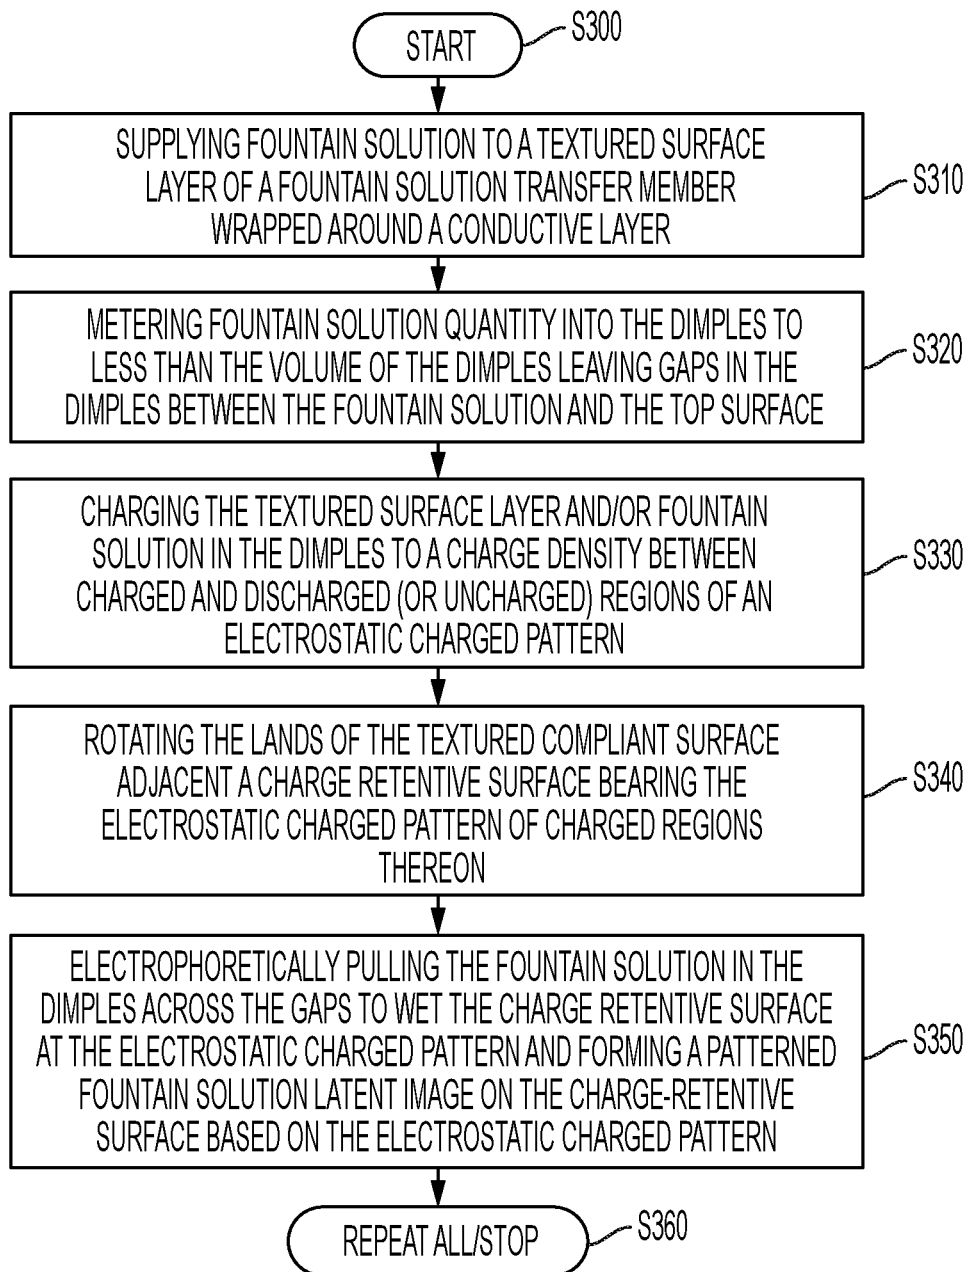 START
S300
SUPPLYING FOUNTAIN SOLUTION TO A TEXTURED SURFACE
LAYER OF A FOUNTAIN SOLUTION TRANSFER MEMBER
WRAPPED AROUND A CONDUCTIVE LAYER
S310
METERING FOUNTAIN SOLUTION QUANTITY INTO THE DIMPLES TO
LESS THAN THE VOLUME OF THE DIMPLES LEAVING GAPS IN THE
DIMPLES BETWEEN THE FOUNTAIN SOLUTION AND THE TOP SURFACE
S320
CHARGING THE TEXTURED SURFACE LAYER AND/OR FOUNTAIN
SOLUTION IN THE DIMPLES TO A CHARGE DENSITY BETWEEN
CHARGED AND DISCHARGED (OR UNCHARGED) REGIONS OF AN
ELECTROSTATIC CHARGED PATTERN
S330
ROTATING THE LANDS OF THE TEXTURED COMPLIANT SURFACE
ADJACENT A CHARGE RETENTIVE SURFACE BEARING THE
ELECTROSTATIC CHARGED PATTERN OF CHARGED REGIONS
THEREON
S340
ELECTROPHORETICALLY PULLING THE FOUNTAIN SOLUTION IN THE
DIMPLES ACROSS THE GAPS TO WET THE CHARGE RETENTIVE SURFACE
AT THE ELECTROSTATIC CHARGED PATTERN AND FORMING A PATTERNED
FOUNTAIN SOLUTION LATENT IMAGE ON THE CHARGE-RETENTIVE
SURFACE BASED ON THE ELECTROSTATIC CHARGED PATTERN
S350
REPEAT ALL/STOP
S360